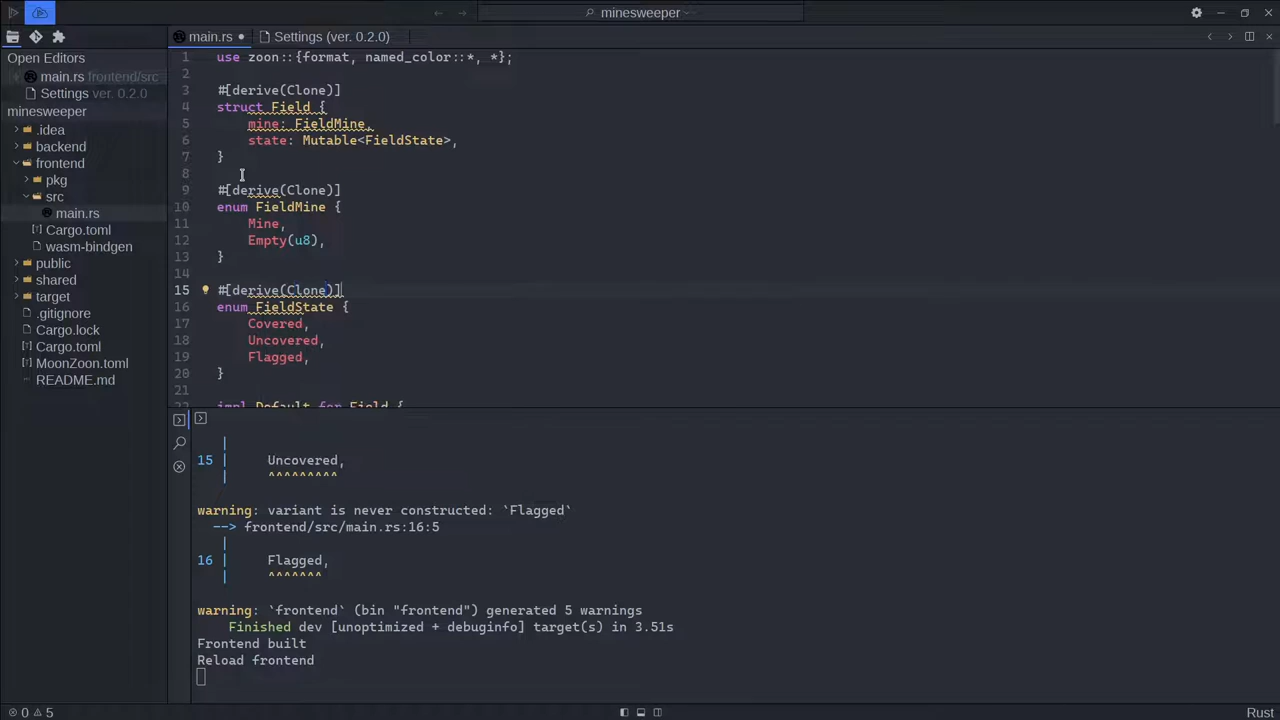 minesweeper
main.rs
Settings (ver. 0.2.0)
Open Editors
main.rs frontend/src
Settings ver. 0.2.0
minesweeper
.idea
backend
frontend
pkg
src
main.rs
Cargo.toml
wasm-bindgen
public
shared
target
.gitignore
Cargo.lock
Cargo.toml
MoonZoon.toml
README.md
1 use zoon::{format, named_color::*, *};
2
3 #[derive(Clone)]
4 struct Field {
5 mine: FieldMine,
6 state: Mutable<FieldState>,
7 }
8
9 #[derive(Clone)]
10 enum FieldMine {
11 Mine,
12 Empty(u8),
13 }
14
15 #[derive(Clone)]
16 enum FieldState {
17 Covered,
18 Uncovered,
19 Flagged,
20 }
21
22 impl Default for Field {
|
15 | Uncovered,
| ^^^^^^^^^
warning: variant is never constructed: `Flagged`
--> frontend/src/main.rs:16:5
|
16 | Flagged,
| ^^^^^^^
warning: `frontend` (bin "frontend") generated 5 warnings
Finished dev [unoptimized + debuginfo] target(s) in 3.51s
Frontend built
Reload frontend
0 5
Rust